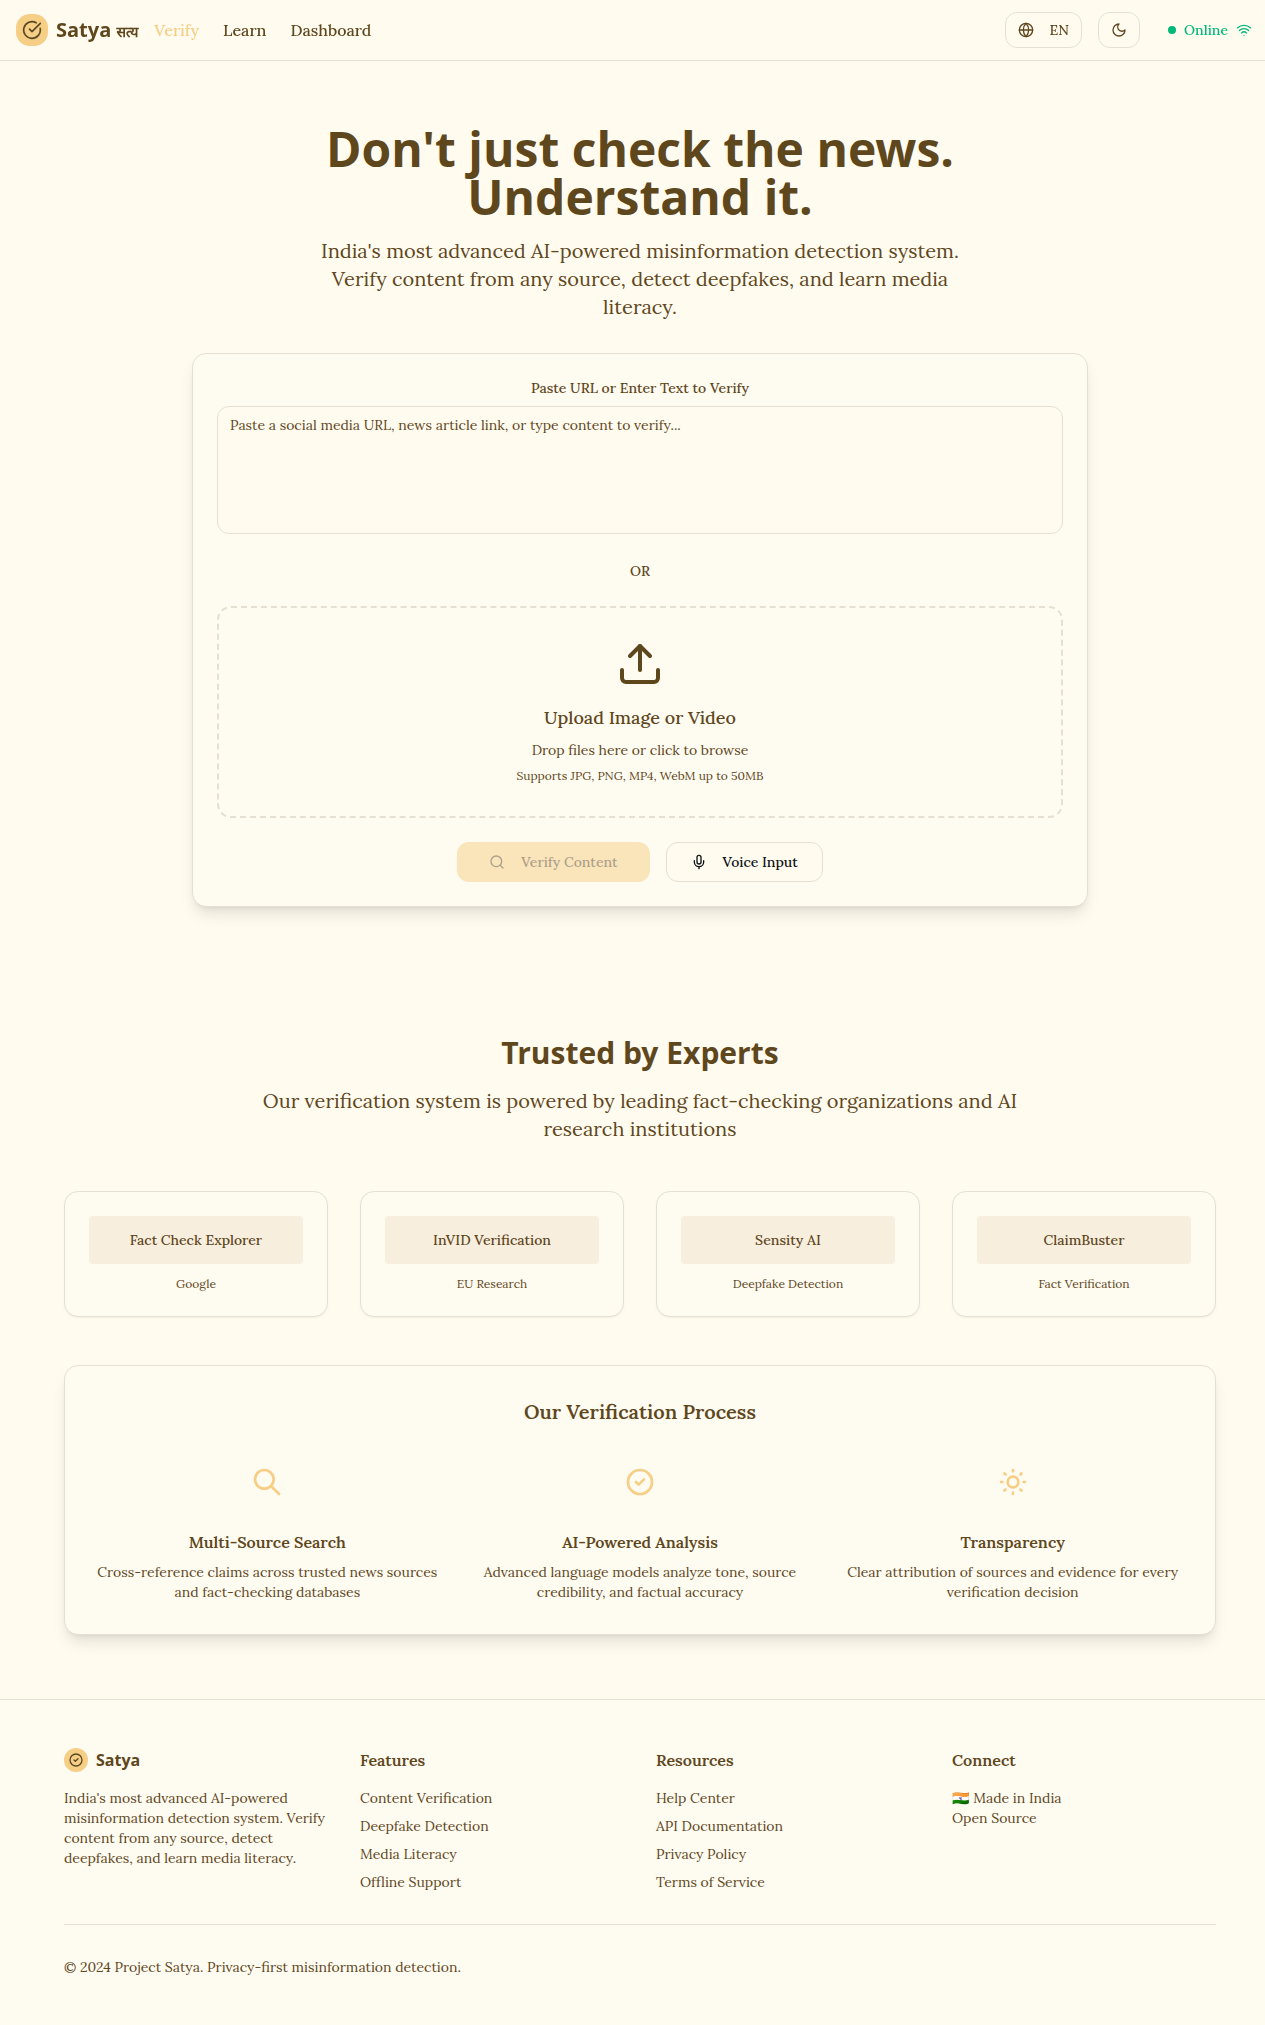 Satya सत्य Verify Learn Dashboard EN Online
Don't just check the news.
Understand it.
India's most advanced AI-powered misinformation detection system.
Verify content from any source, detect deepfakes, and learn media
literacy.
Paste URL or Enter Text to Verify
Paste a social media URL, news article link, or type content to verify...
OR
Upload Image or Video
Drop files here or click to browse
Supports JPG, PNG, MP4, WebM up to 50MB
Verify Content Voice Input
Trusted by Experts
Our verification system is powered by leading fact-checking organizations and AI
research institutions
Fact Check Explorer
Google
InVID Verification
EU Research
Sensity AI
Deepfake Detection
ClaimBuster
Fact Verification
Our Verification Process
Multi-Source Search
Cross-reference claims across trusted news sources
and fact-checking databases
AI-Powered Analysis
Advanced language models analyze tone, source
credibility, and factual accuracy
Transparency
Clear attribution of sources and evidence for every
verification decision
Satya
India's most advanced AI-powered
misinformation detection system. Verify
content from any source, detect
deepfakes, and learn media literacy.
Features
Content Verification
Deepfake Detection
Media Literacy
Offline Support
Resources
Help Center
API Documentation
Privacy Policy
Terms of Service
Connect
🇮🇳 Made in India
Open Source
© 2024 Project Satya. Privacy-first misinformation detection.